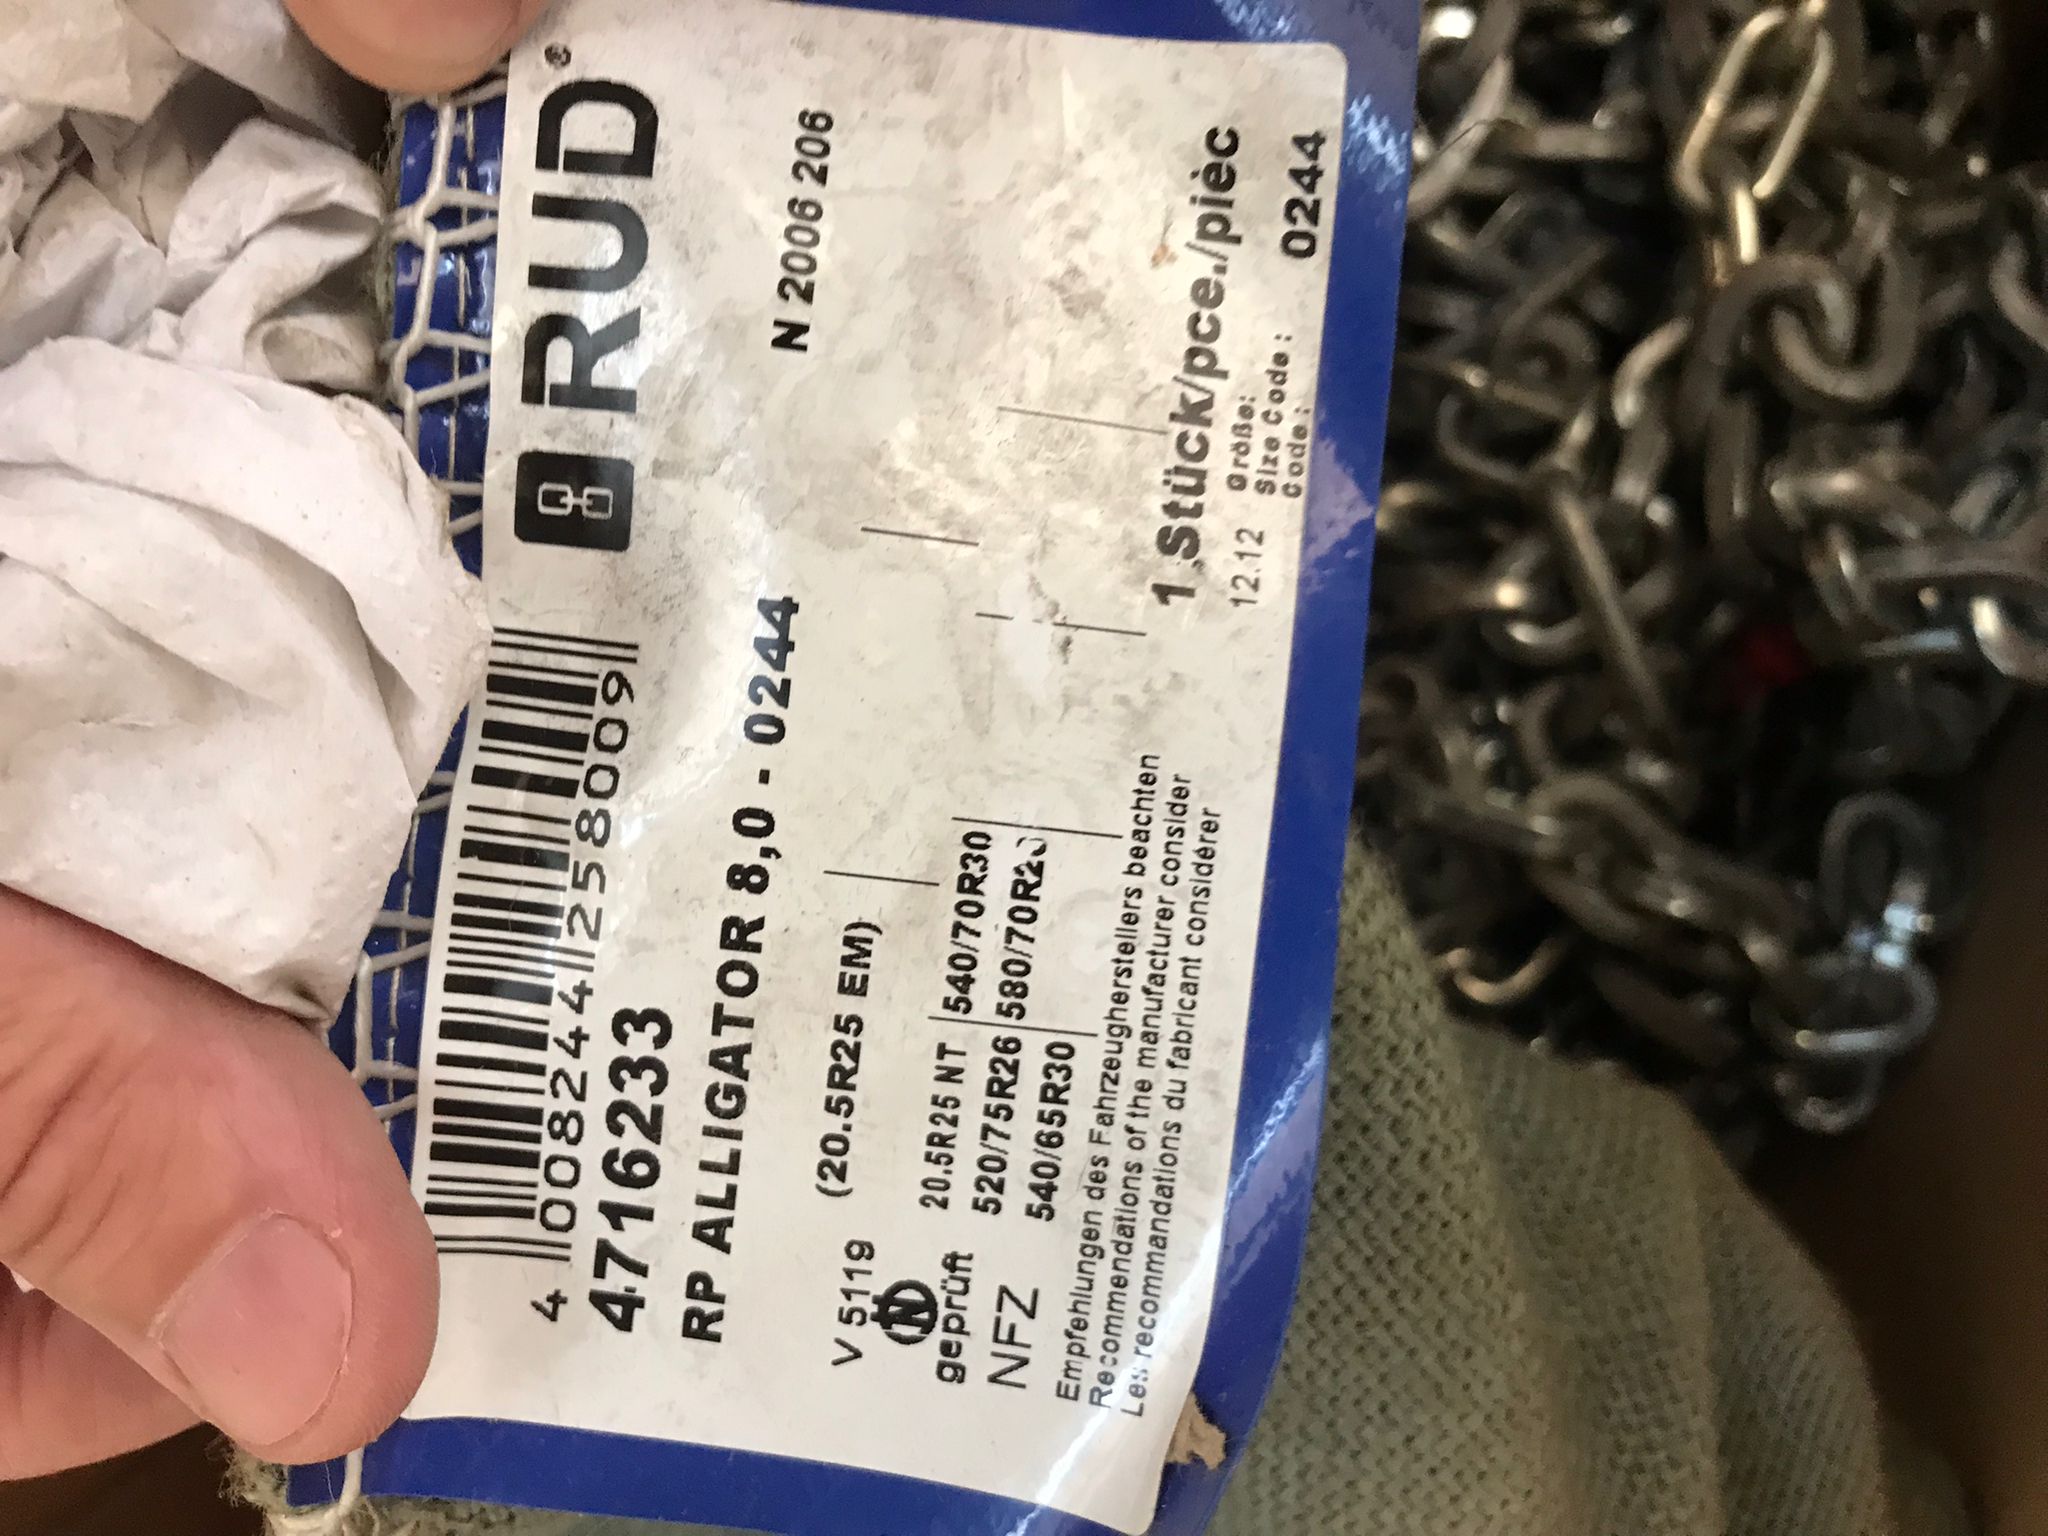 RUD®
4 008244 258009
4716233
RP ALLIGATOR 8,0 - 0244
N 2006 206
V 5119 (20.5R25 EM)
N
geprüft
NFZ
20.5R25 NT 540/70R30
520/75R26 580/70R26
540/65R30
Empfehlungen des Fahrzeugherstellers beachten
Recommendations of the manufacturer consider
Les recommandations du fabricant considérer
1 Stück/pce./pièc
12.12 Größe:
Size Code:
Code: 0244